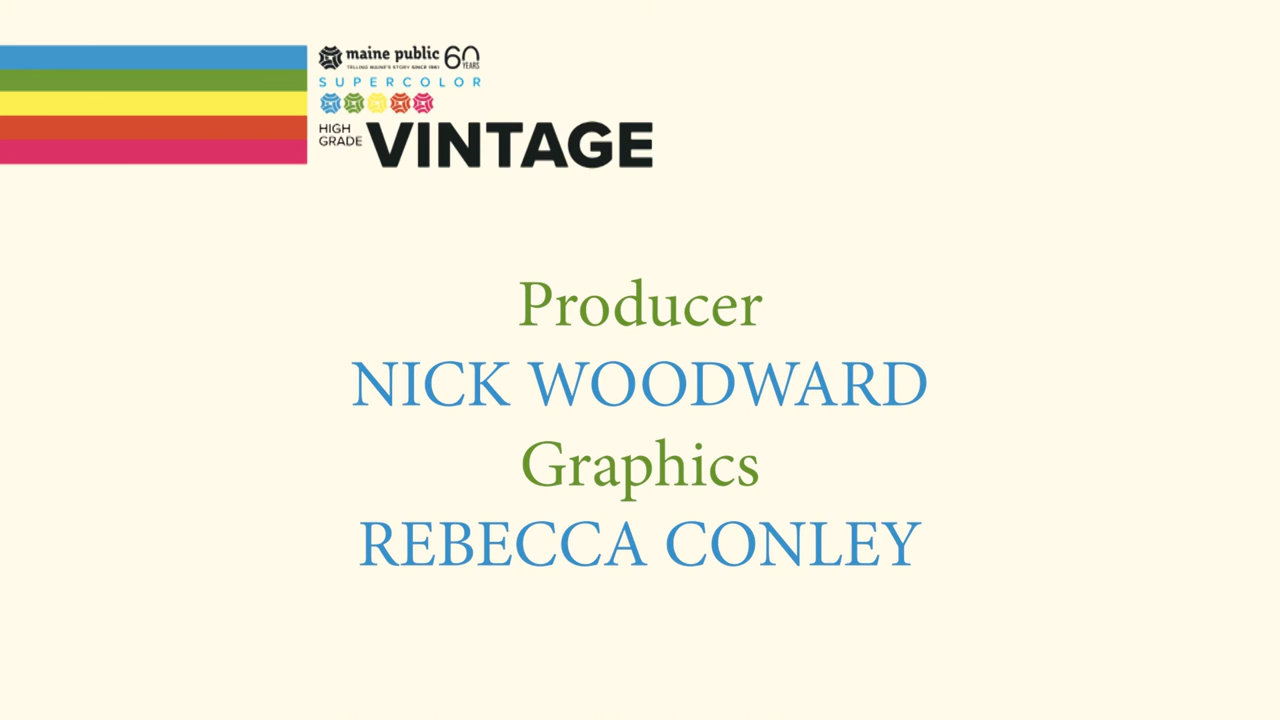 maine public 60 YEARS
TELLING MAINE'S STORY SINCE 1961
SUPERCOLOR
HIGH GRADE VINTAGE
Producer
NICK WOODWARD
Graphics
REBECCA CONLEY